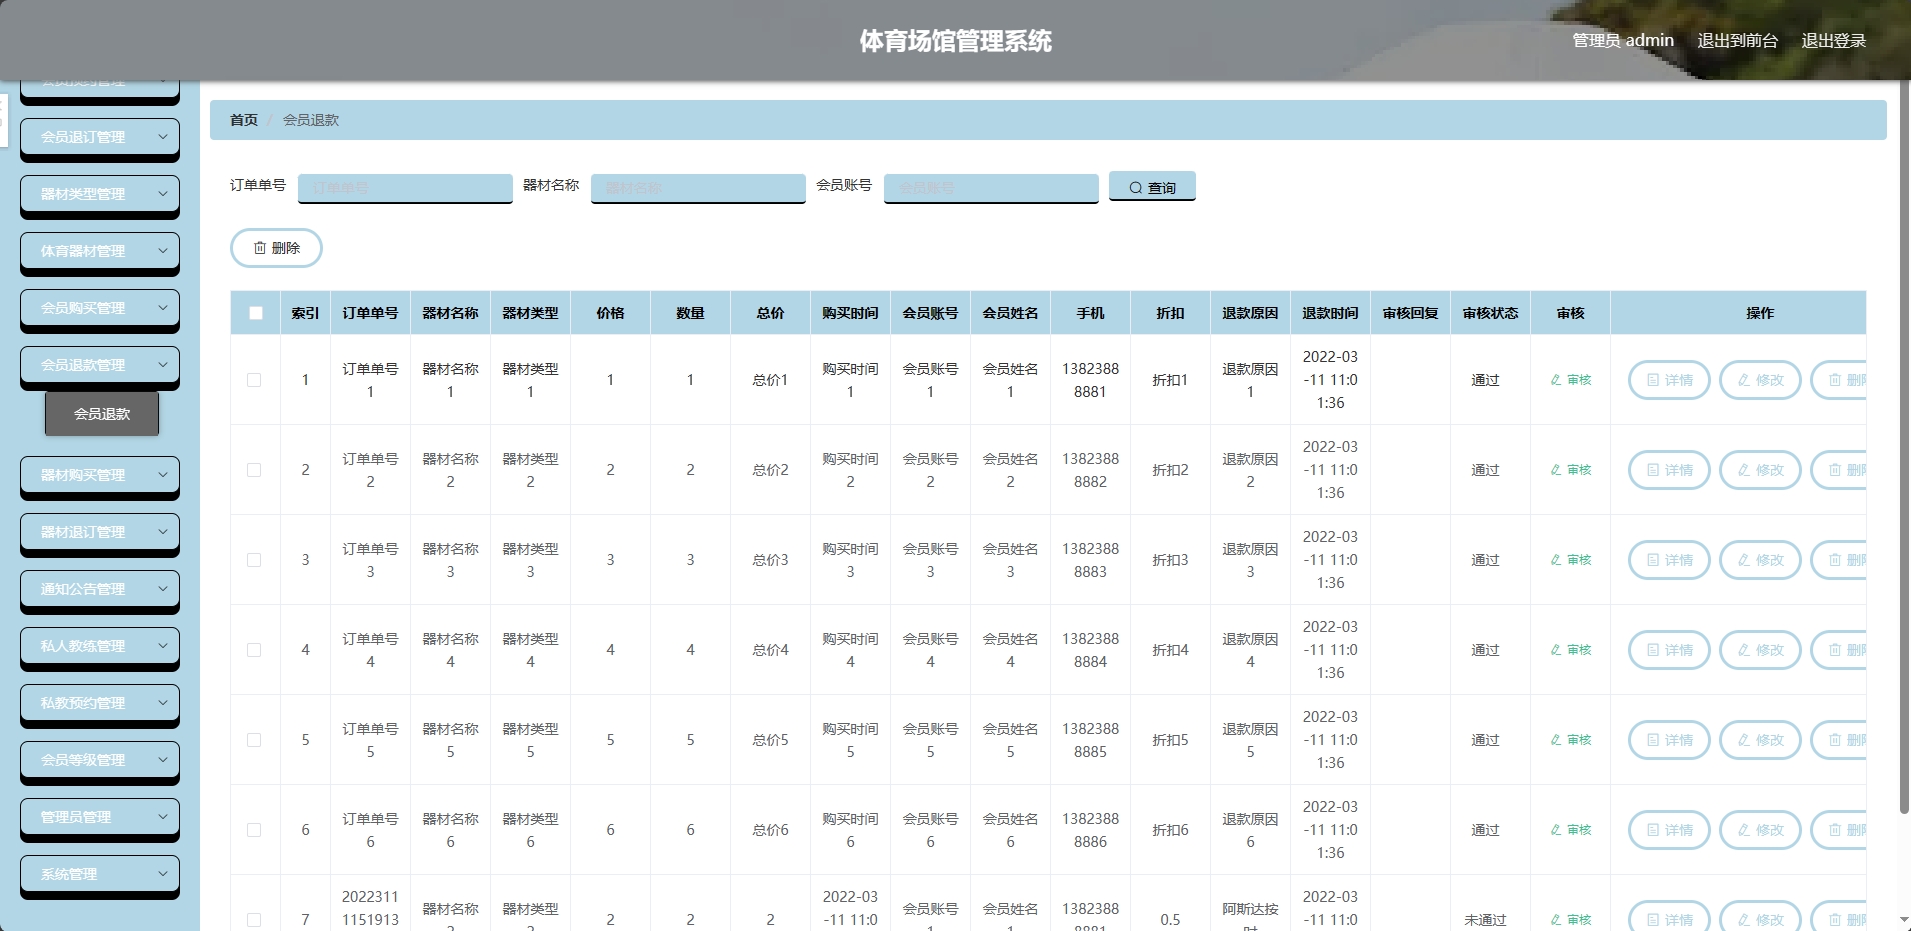 体育场馆管理系统
管理员 admin 退出到前台 退出登录
会员退订管理
器材类型管理
体育器材管理
会员购买管理
会员退款管理
会员退款
器材购买管理
器材退订管理
通知公告管理
私人教练管理
私教预约管理
会员等级管理
管理员管理
系统管理
首页 / 会员退款
订单单号 订单单号 器材名称 器材名称 会员账号 会员账号 查询
删除
索引 订单单号 器材名称 器材类型 价格 数量 总价 购买时间 会员账号 会员姓名 手机 折扣 退款原因 退款时间 审核回复 审核状态 审核 操作
1 订单单号1 器材名称1 器材类型1 1 1 总价1 购买时间1 会员账号1 会员姓名1 13823888881 折扣1 退款原因1 2022-03-11 11:01:36 通过 审核 详情 修改
2 订单单号2 器材名称2 器材类型2 2 2 总价2 购买时间2 会员账号2 会员姓名2 13823888882 折扣2 退款原因2 2022-03-11 11:01:36 通过 审核 详情 修改
3 订单单号3 器材名称3 器材类型3 3 3 总价3 购买时间3 会员账号3 会员姓名3 13823888883 折扣3 退款原因3 2022-03-11 11:01:36 通过 审核 详情 修改
4 订单单号4 器材名称4 器材类型4 4 4 总价4 购买时间4 会员账号4 会员姓名4 13823888884 折扣4 退款原因4 2022-03-11 11:01:36 通过 审核 详情 修改
5 订单单号5 器材名称5 器材类型5 5 5 总价5 购买时间5 会员账号5 会员姓名5 13823888885 折扣5 退款原因5 2022-03-11 11:01:36 通过 审核 详情 修改
6 订单单号6 器材名称6 器材类型6 6 6 总价6 购买时间6 会员账号6 会员姓名6 13823888886 折扣6 退款原因6 2022-03-11 11:01:36 通过 审核 详情 修改
7 20223111151913 器材名称 器材类型 2 2 2 2022-03-11 11:0 会员账号 会员姓名 1382388 0.5 阿斯达按 2022-03-11 11:0 未通过 审核 详情 修改